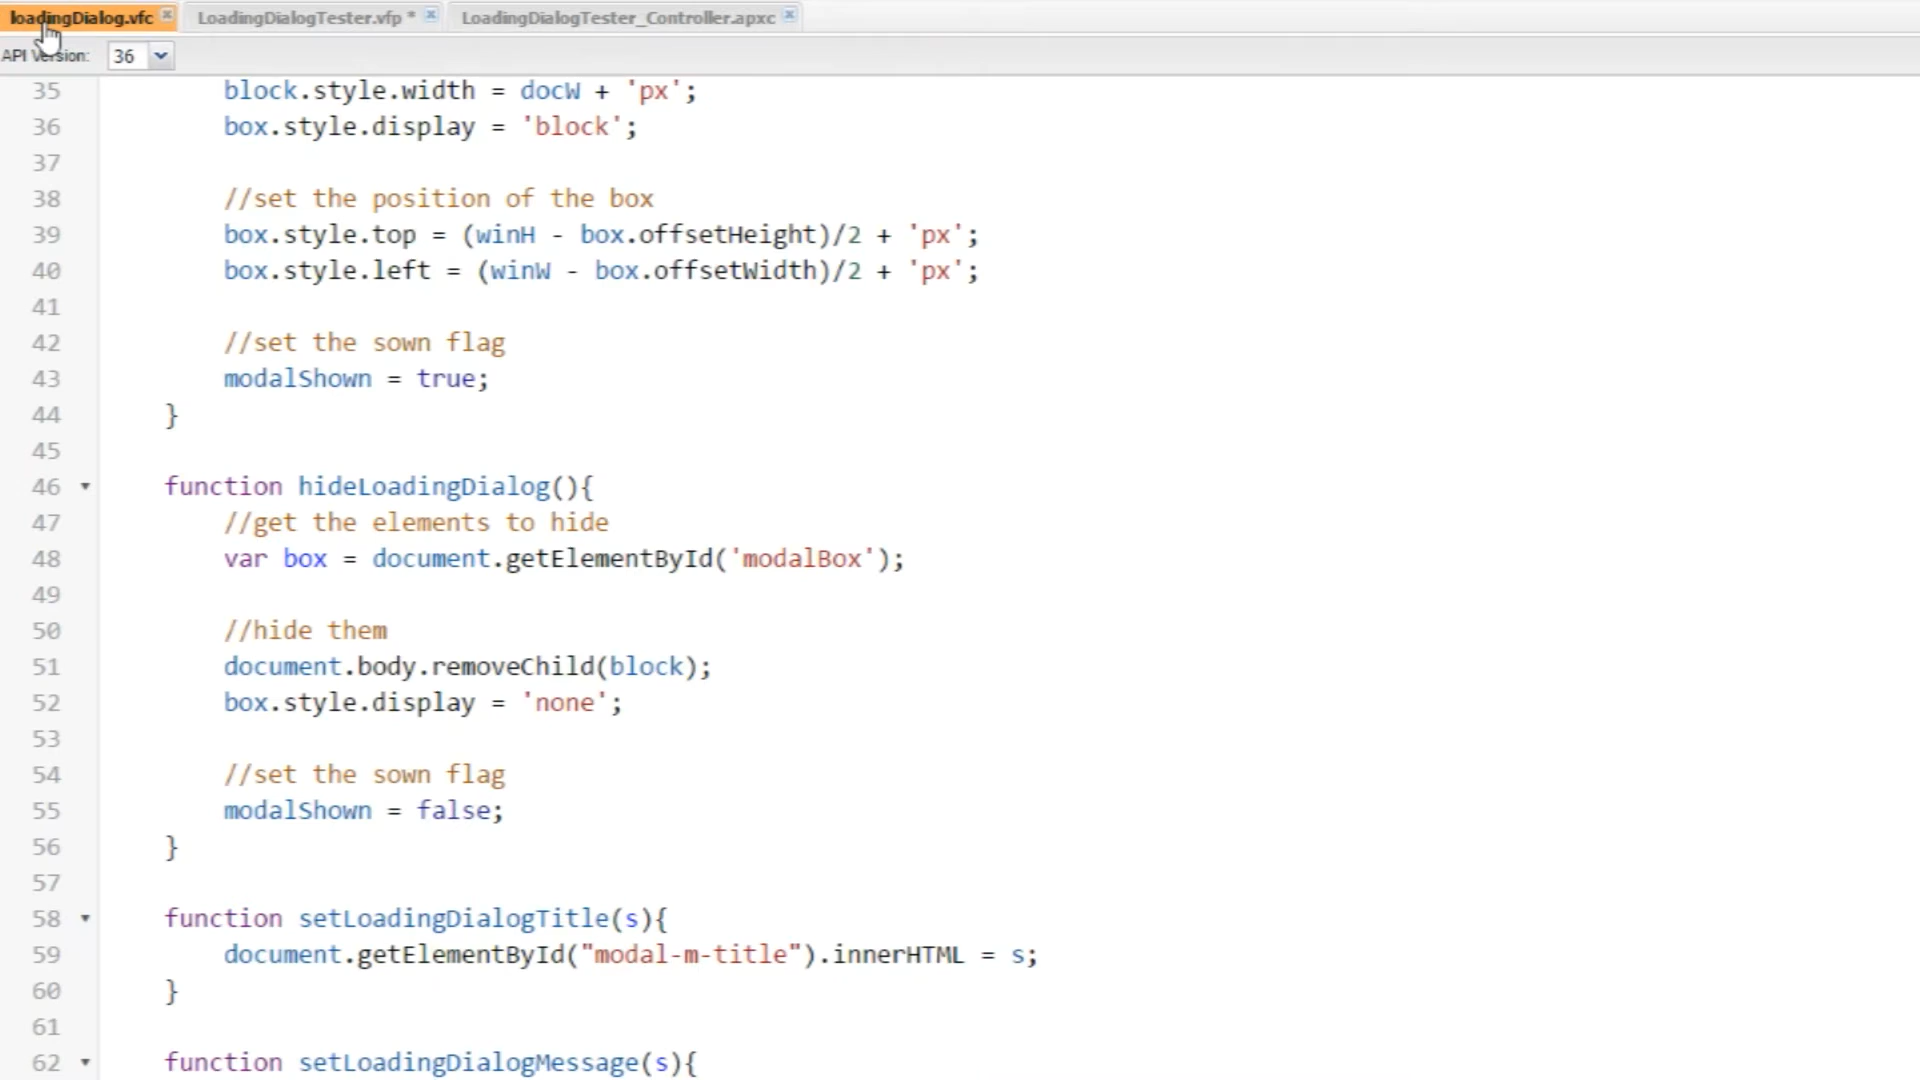 loadingDialog.vfc LoadingDialogTester.vfp * LoadingDialogTester_Controller.apxc
API Version: 36
35 block.style.width = docW + 'px';
36 box.style.display = 'block';
37
38 //set the position of the box
39 box.style.top = (winH - box.offsetHeight)/2 + 'px';
40 box.style.left = (winW - box.offsetWidth)/2 + 'px';
41
42 //set the sown flag
43 modalShown = true;
44 }
45
46 function hideLoadingDialog(){
47 //get the elements to hide
48 var box = document.getElementById('modalBox');
49
50 //hide them
51 document.body.removeChild(block);
52 box.style.display = 'none';
53
54 //set the sown flag
55 modalShown = false;
56 }
57
58 function setLoadingDialogTitle(s){
59 document.getElementById("modal-m-title").innerHTML = s;
60 }
61
62 function setLoadingDialogMessage(s){